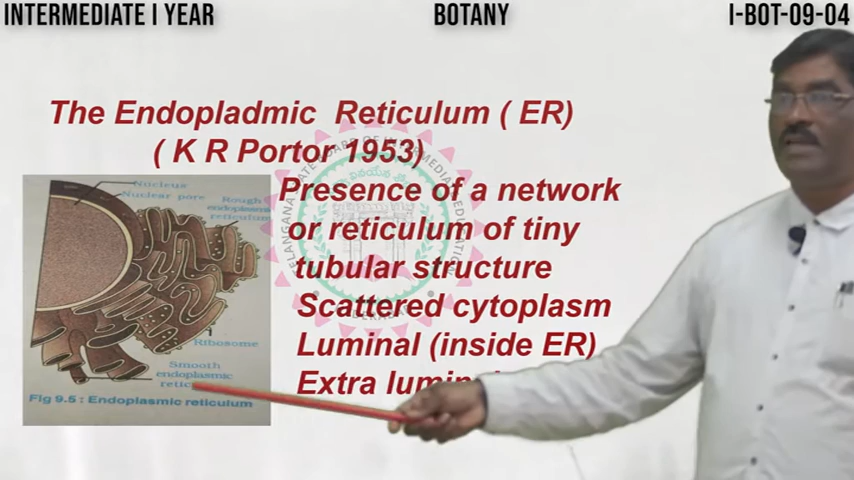 INTERMEDIATE I YEAR
BOTANY
I-BOT-09-04
The Endopladmic Reticulum ( ER)
( K R Portor 1953)
Nucleus
Nuclear pore
Rough
endoplasmic
reticulum
Ribosome
Smooth
endoplasmic
Fig 9.5 : Endoplasmic reticulum
Presence of a network
or reticulum of tiny
tubular structure
Scattered cytoplasm
Luminal (inside ER)
Extra